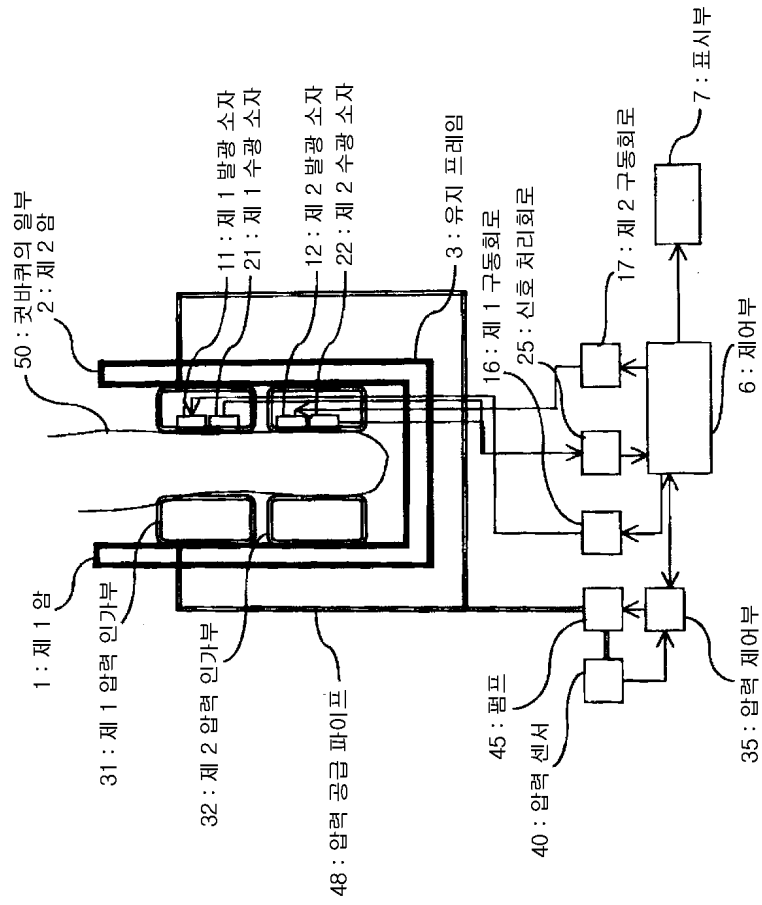 50 : 귓바퀴의 일부
2 : 제 2 암
11 : 제 1 발광 소자
21 : 제 1 수광 소자
12 : 제 2 발광 소자
22 : 제 2 수광 소자
3 : 유지 프레임
16 : 제 1 구동회로
25 : 신호 처리회로
17 : 제 2 구동회로
7 : 표시부
1 : 제 1 암
31 : 제 1 압력 인가부
32 : 제 2 압력 인가부
48 : 압력 공급 파이프
45 : 펌프
40 : 압력 센서
35 : 압력 제어부
6 : 제어부